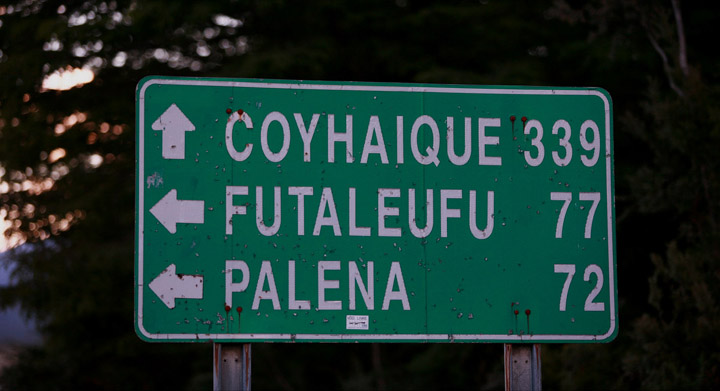 COYHAIQUE 339
FUTALEUFU 77
PALENA 72